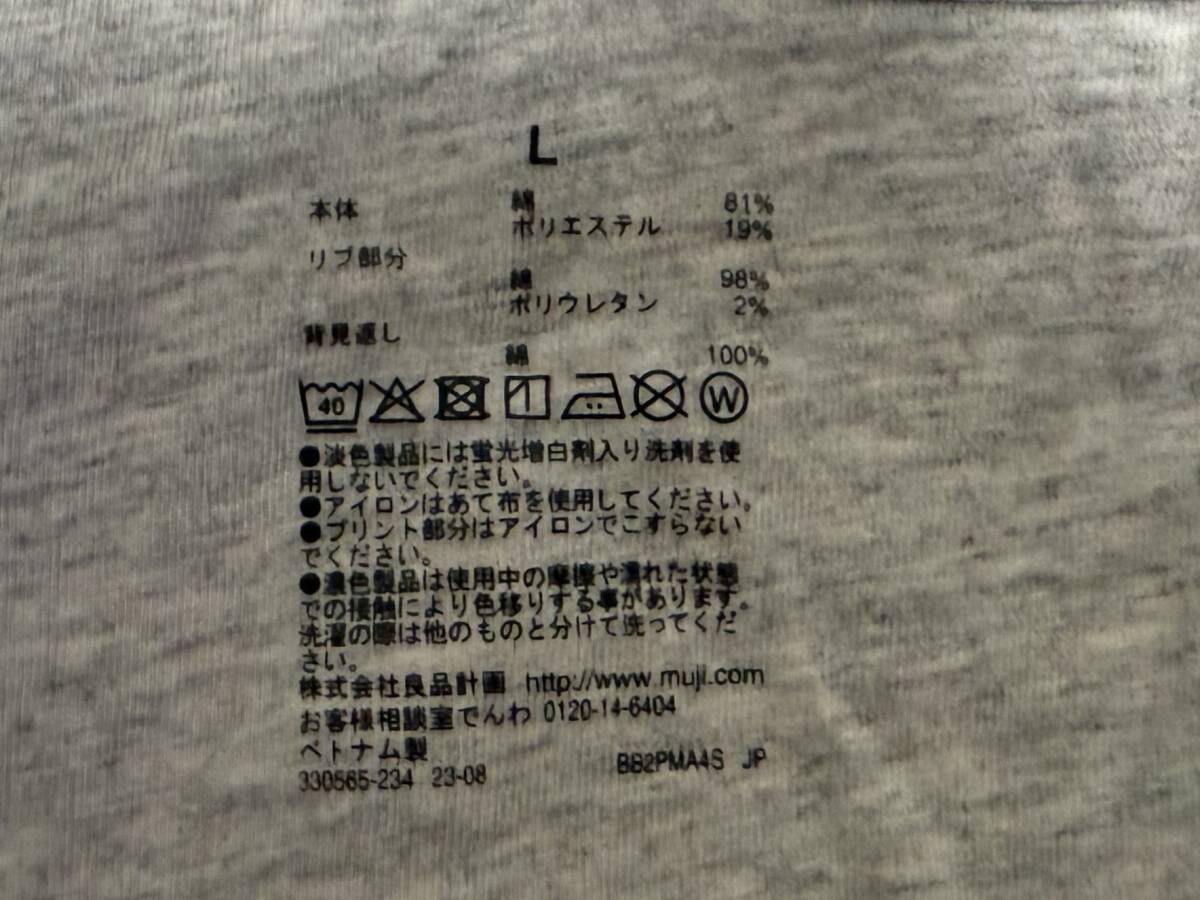 L
本体 綿 81%
ポリエステル 19%
リブ部分
綿 98%
ポリウレタン 2%
背見返し
綿 100%
40 W
●淡色製品には蛍光増白剤入り洗剤を使
用しないでください。
●アイロンはあて布を使用してください。
●プリント部分はアイロンでこすらない
でください。
●濃色製品は使用中の摩擦や濡れた状態
での接触により色移りする事があります。
洗濯の際は他のものと分けて洗ってくだ
さい。
株式会社良品計画 http://www.muji.com
お客様相談室でんわ 0120-14-6404
ベトナム製
330565-234 23-08 BB2PMA4S JP